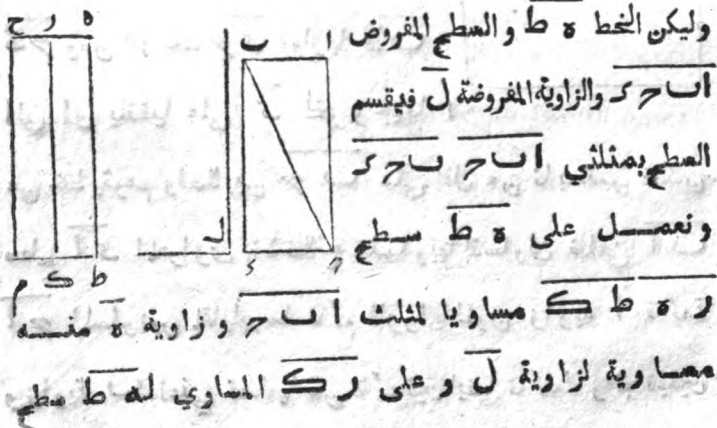 وليكن الخط ه ط والسطح المفروض
ا ب ح د والزاوية المفروضة ل فيقسم
السطح بمثلثي ا ب ح ب ح د
ونعمل على ه ط سطح
ر ه ط ك مساويا لمثلث ا ب ح وزاوية ه منه
مساوية لزاوية ل وعلى ر ك المساوي له ط سطح
ه ر ح
ب ا
ل
د ح
ط ك م